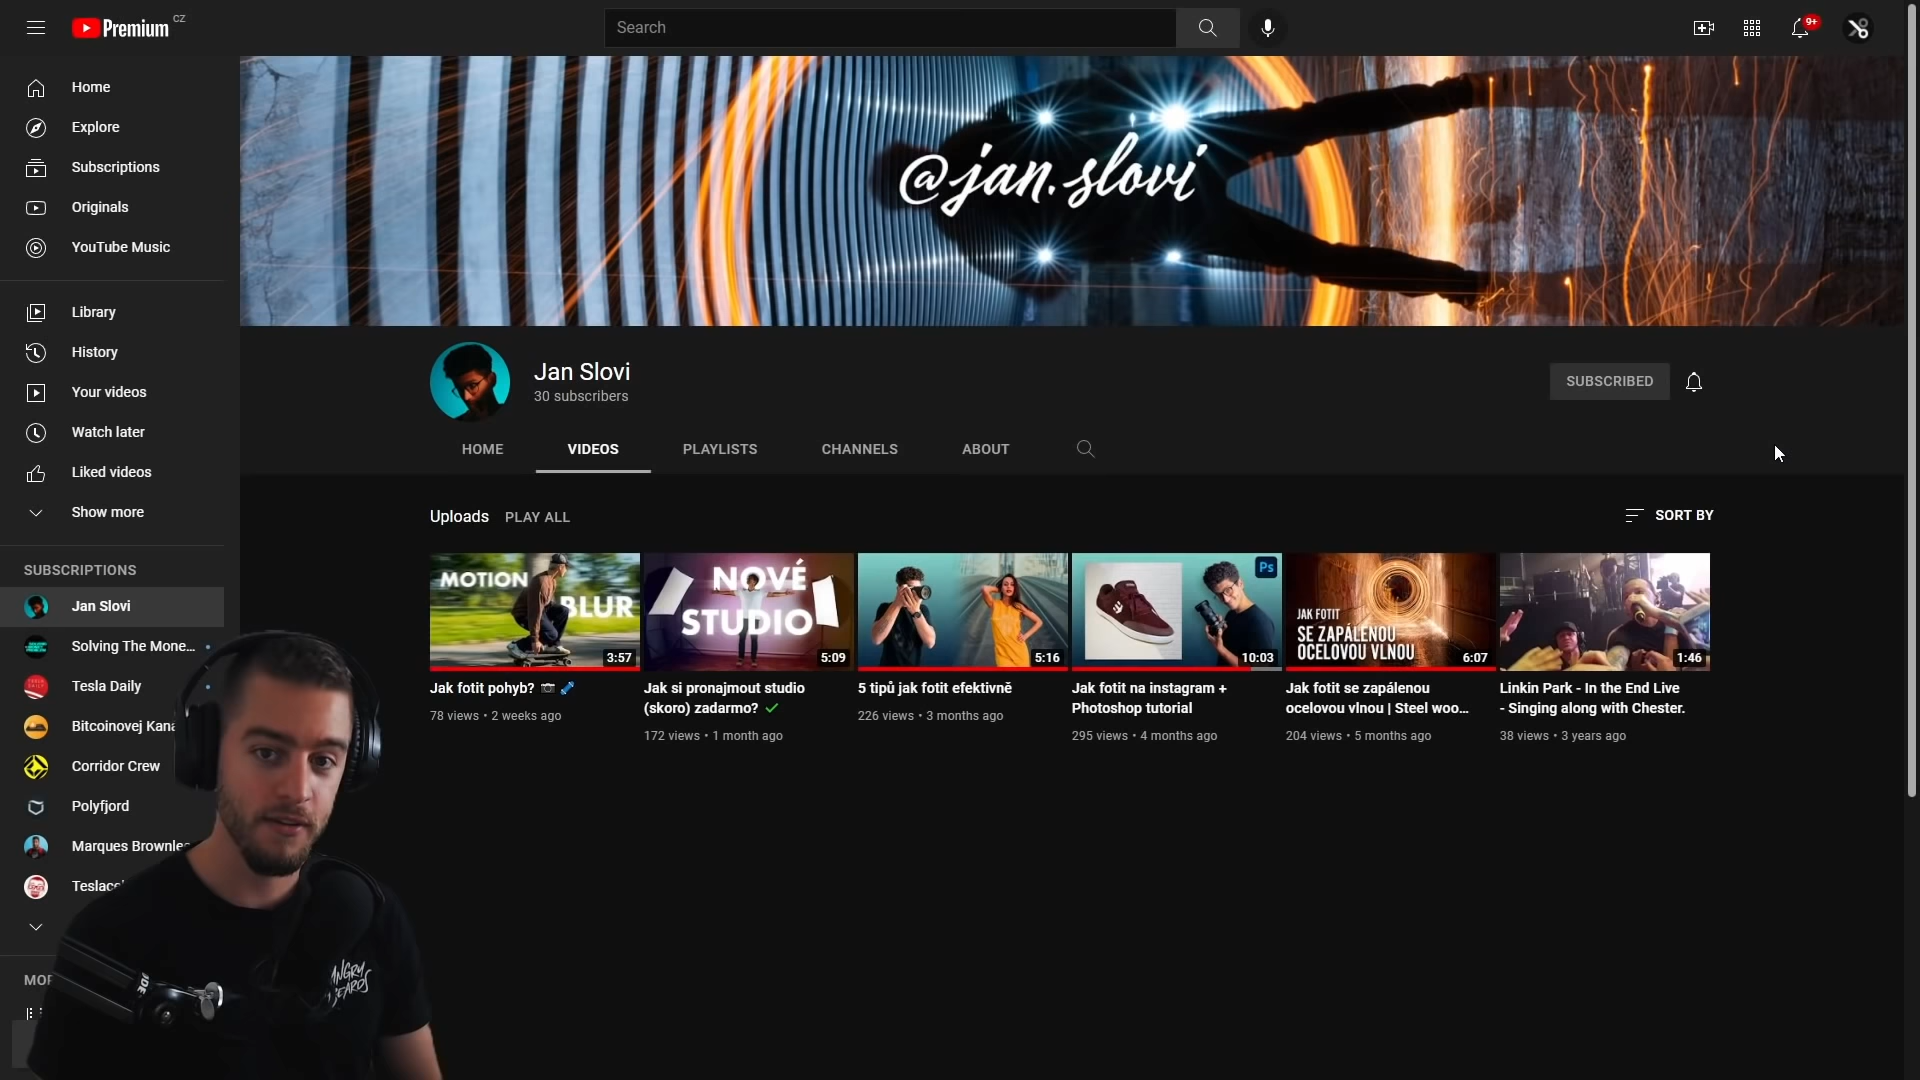 Premium CZ
Search
9+
Home
Explore
Subscriptions
Originals
YouTube Music
Library
History
Your videos
Watch later
Liked videos
Show more
SUBSCRIPTIONS
Jan Slovi
Solving The Mone...
Tesla Daily
Bitcoinovej Kana
Corridor Crew
Polyfjord
Marques Brownlee
@jan.slovi
Jan Slovi
30 subscribers
SUBSCRIBED
HOME
VIDEOS
PLAYLISTS
CHANNELS
ABOUT
Uploads
PLAY ALL
SORT BY
MOTION
BLUR
3:57
Jak fotit pohyb?
78 views • 2 weeks ago
NOVÉ
STUDIO
5:09
Jak si pronajmout studio
(skoro) zadarmo?
172 views • 1 month ago
5:16
5 tipů jak fotit efektivně
226 views • 3 months ago
Ps
10:03
Jak fotit na instagram +
Photoshop tutorial
295 views • 4 months ago
JAK FOTIT
SE ZAPÁLENOU
OCELOVOU VLNOU
6:07
Jak fotit se zapálenou
ocelovou vlnou | Steel woo...
204 views • 5 months ago
1:46
Linkin Park - In the End Live
- Singing along with Chester.
38 views • 3 years ago